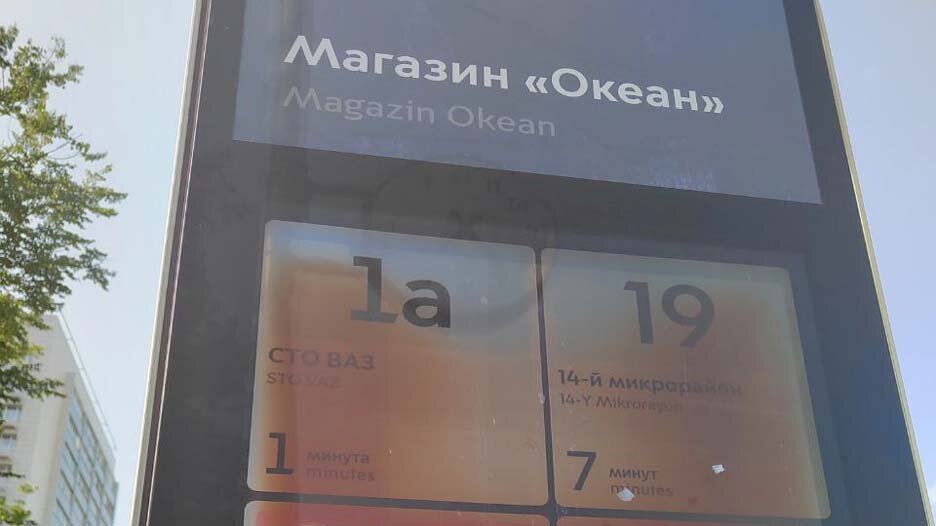 Магазин «Океан»
Magazin Okean
1а
СТО ВАЗ
STO VAZ
1 минута
minutes
19
14-й микрорайон
14-Y Mikrorayon
7 минут
minutes